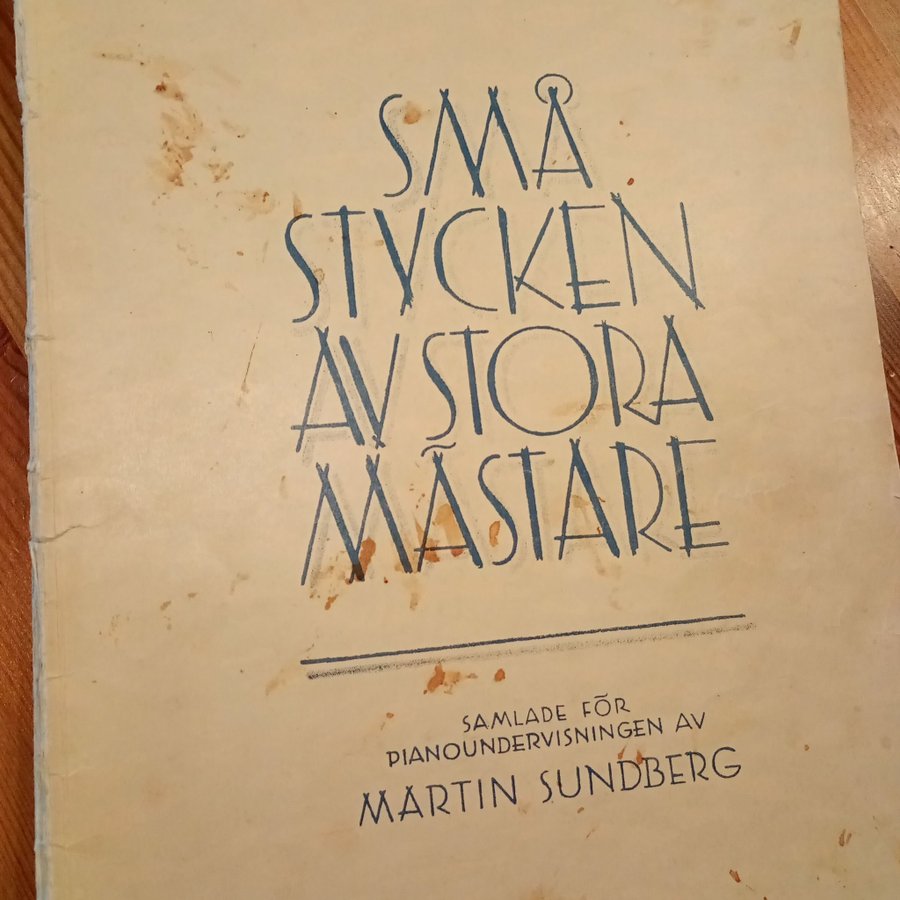 SMÅ
STYCKEN
AV STORA
MÄSTARE
SAMLADE FÖR
PIANOUNDERVISNINGEN AV
MARTIN SUNDBERG